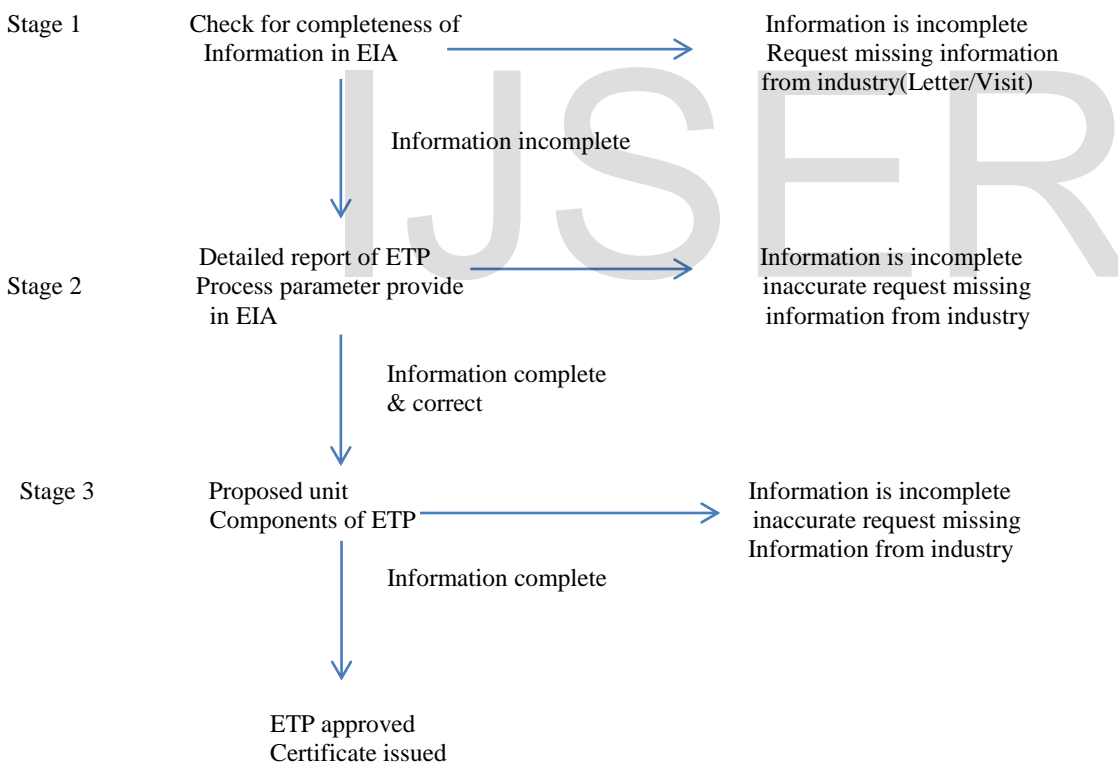 Stage 1
Check for completeness of
Information in EIA
Information is incomplete
Request missing information
from industry(Letter/Visit)
Information incomplete
IJSER
Stage 2
Detailed report of ETP
Process parameter provide
in EIA
Information is incomplete
inaccurate request missing
information from industry
Information complete
& correct
Stage 3
Proposed unit
Components of ETP
Information is incomplete
inaccurate request missing
Information from industry
Information complete
ETP approved
Certificate issued